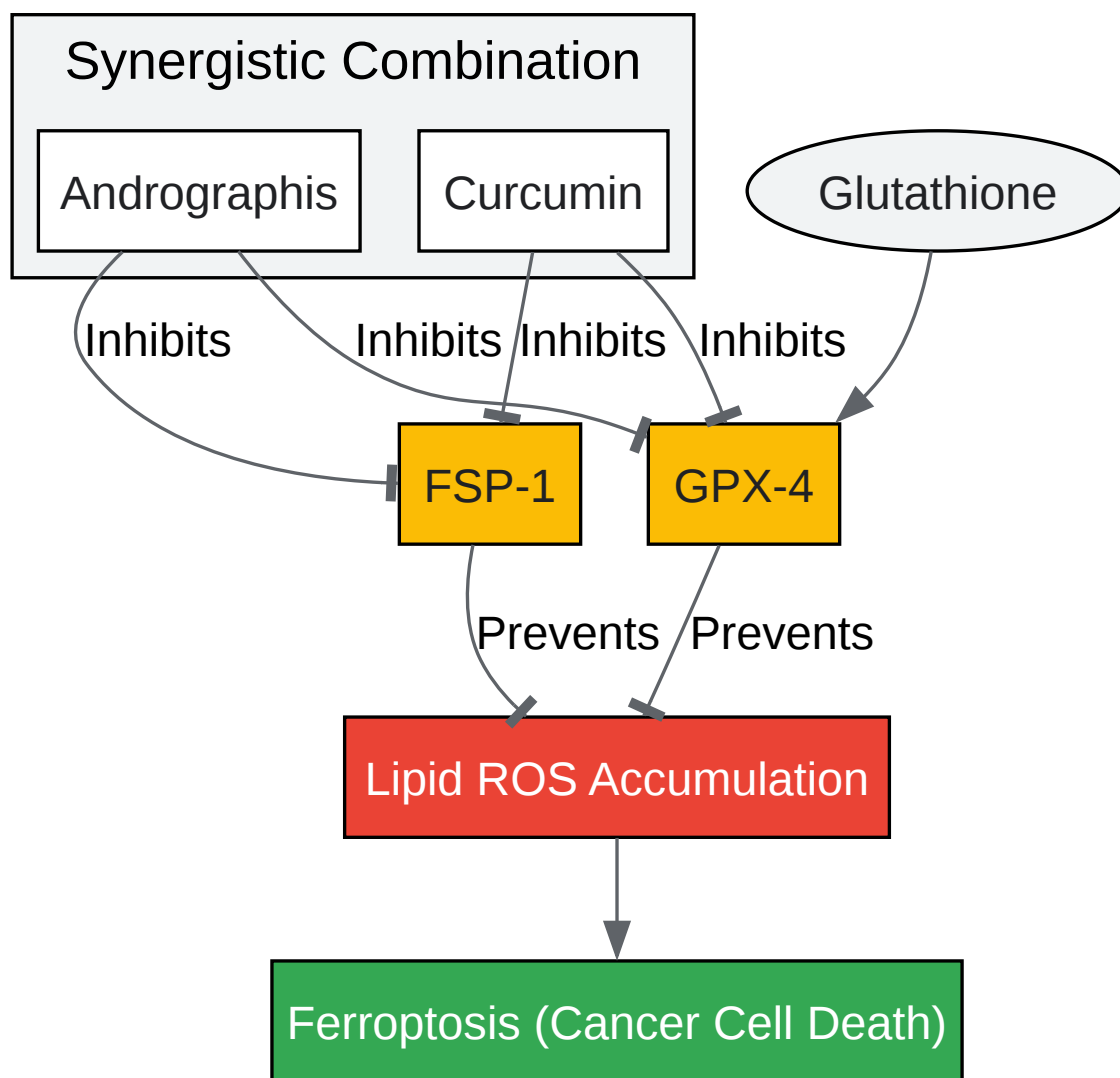 Synergistic Combination
Andrographis
Curcumin
Glutathione
Inhibits
Inhibits
Inhibits
Inhibits
FSP-1
GPX-4
Prevents
Prevents
Lipid ROS Accumulation
Ferroptosis (Cancer Cell Death)